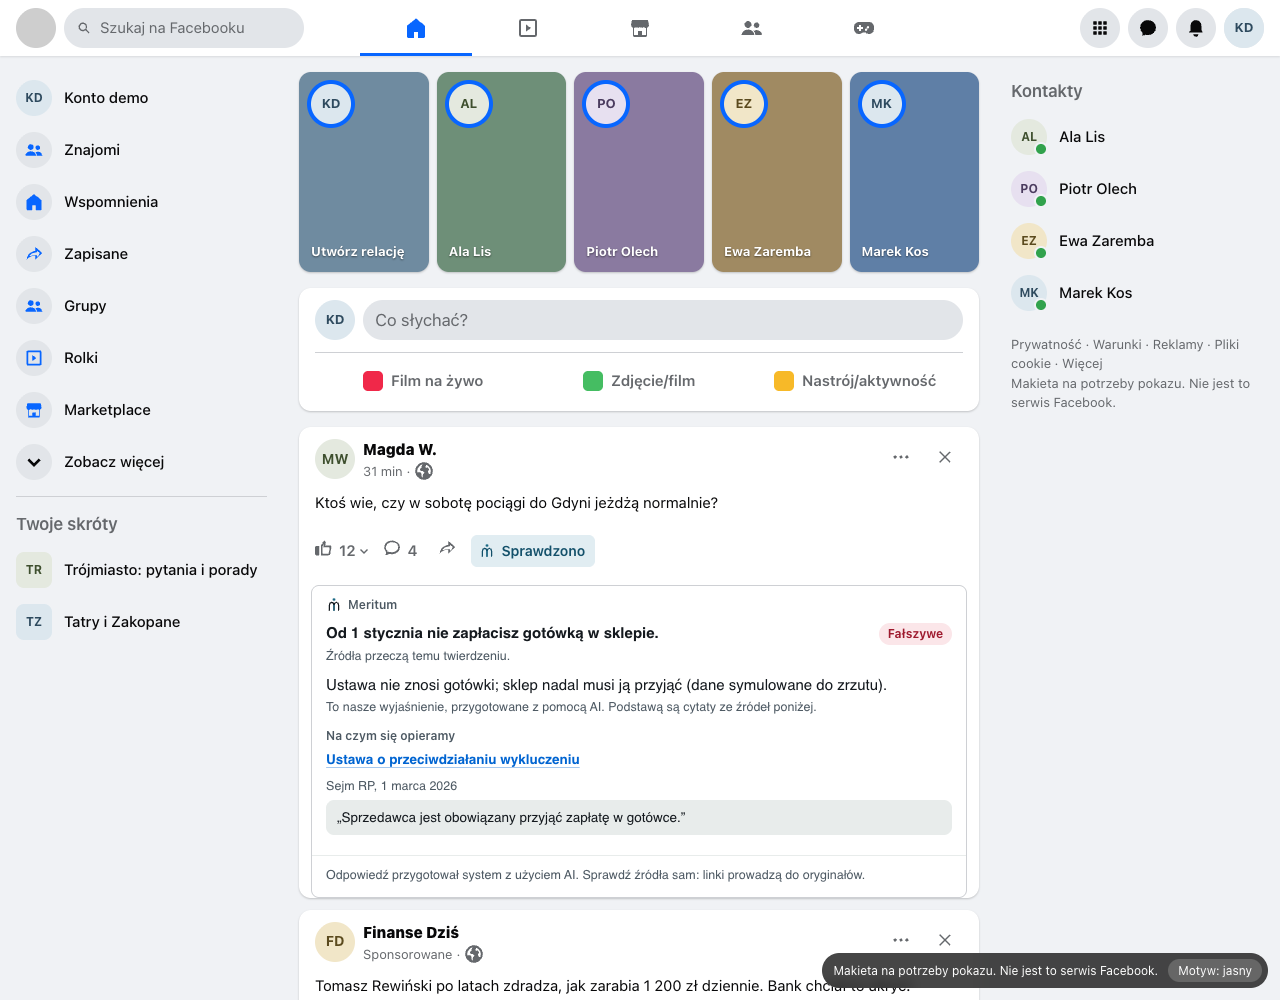 Szukaj na Facebooku
KD
KD Konto demo
Znajomi
Wspomnienia
Zapisane
Grupy
Rolki
Marketplace
Zobacz więcej
Twoje skróty
TR Trójmiasto: pytania i porady
TZ Tatry i Zakopane
KD
Utwórz relację
AL
Ala Lis
PO
Piotr Olech
EZ
Ewa Zaremba
MK
Marek Kos
KD Co słychać?
Film na żywo Zdjęcie/film Nastrój/aktywność
MW Magda W.
31 min ·
Ktoś wie, czy w sobotę pociągi do Gdyni jeżdżą normalnie?
12 4 Sprawdzono
Meritum
Od 1 stycznia nie zapłacisz gotówką w sklepie. Fałszywe
Źródła przeczą temu twierdzeniu.
Ustawa nie znosi gotówki; sklep nadal musi ją przyjąć (dane symulowane do zrzutu).
To nasze wyjaśnienie, przygotowane z pomocą AI. Podstawą są cytaty ze źródeł poniżej.
Na czym się opieramy
Ustawa o przeciwdziałaniu wykluczeniu
Sejm RP, 1 marca 2026
„Sprzedawca jest obowiązany przyjąć zapłatę w gotówce.”
Odpowiedź przygotował system z użyciem AI. Sprawdź źródła sam: linki prowadzą do oryginałów.
FD Finanse Dziś
Sponsorowane ·
Tomasz Rewiński po latach zdradza, jak zarabia 1 200 zł dziennie. Bank chciał to ukryć.
Kontakty
AL Ala Lis
PO Piotr Olech
EZ Ewa Zaremba
MK Marek Kos
Prywatność · Warunki · Reklamy · Pliki
cookie · Więcej
Makieta na potrzeby pokazu. Nie jest to
serwis Facebook.
Makieta na potrzeby pokazu. Nie jest to serwis Facebook. Motyw: jasny